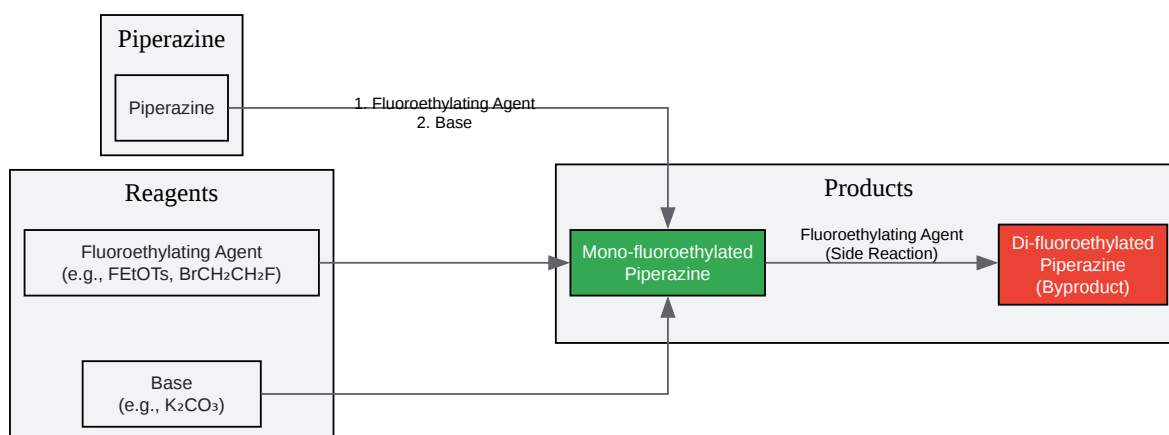 Piperazine
Piperazine
1. Fluoroethylating Agent
2. Base
Reagents
Fluoroethylating Agent
(e.g., FEtOTs, BrCH₂CH₂F)
Base
(e.g., K₂CO₃)
Products
Mono-fluoroethylated
Piperazine
Fluoroethylating Agent
(Side Reaction)
Di-fluoroethylated
Piperazine
(Byproduct)